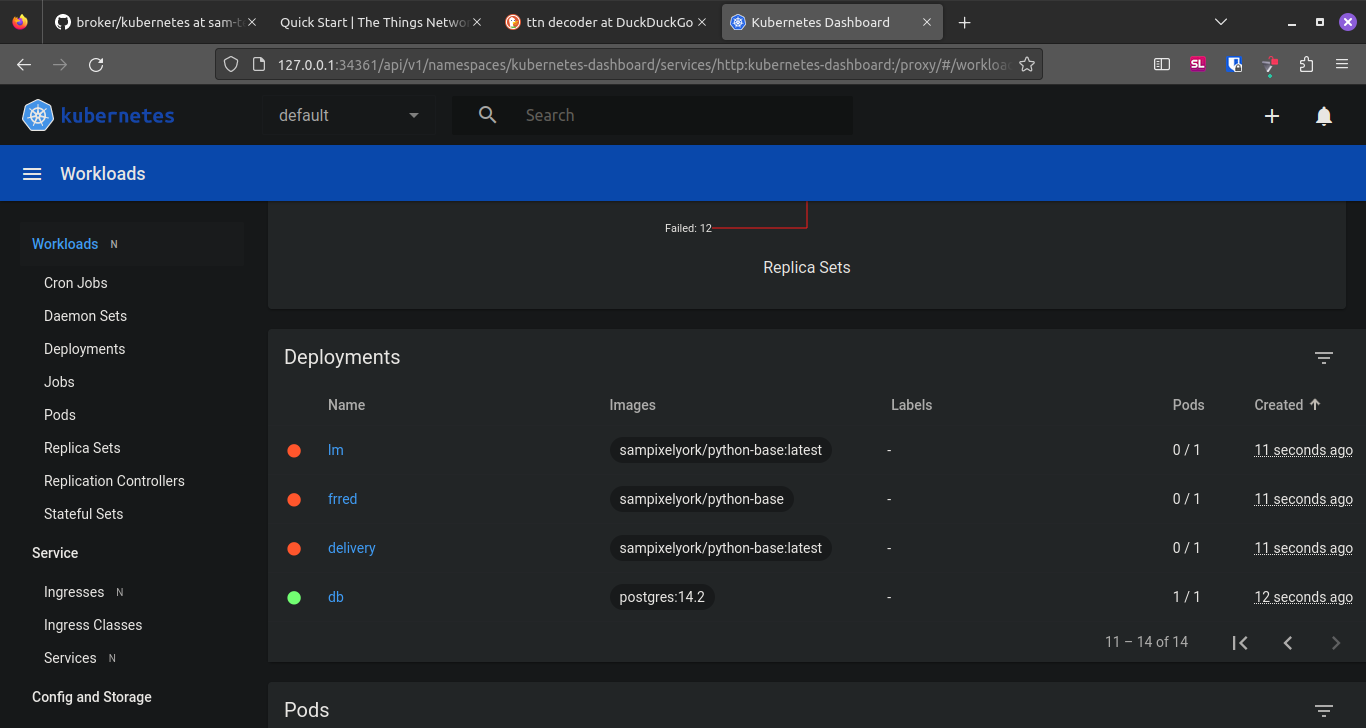 broker/kubernetes at sam-t
Quick Start | The Things Netwo
ttn decoder at DuckDuckGo
Kubernetes Dashboard
X
127.0.0.1:34361/api/v1/namespaces/kubernetes-dashboard/services/http:kubernetes-dashboard:/proxy/#/workloa
SL
kubernetes
default
Search
Workloads
Workloads N
Cron Jobs
Daemon Sets
Deployments
Jobs
Pods
Replica Sets
Replication Controllers
Stateful Sets
Service
Ingresses N
Ingress Classes
Services N
Config and Storage
Failed: 12
Replica Sets
Deployments
Name Images Labels Pods Created
lm sampixelyork/python-base:latest - 0 / 1 11 seconds ago
frred sampixelyork/python-base - 0 / 1 11 seconds ago
delivery sampixelyork/python-base:latest - 0 / 1 11 seconds ago
db postgres:14.2 - 1 / 1 12 seconds ago
11 – 14 of 14
Pods